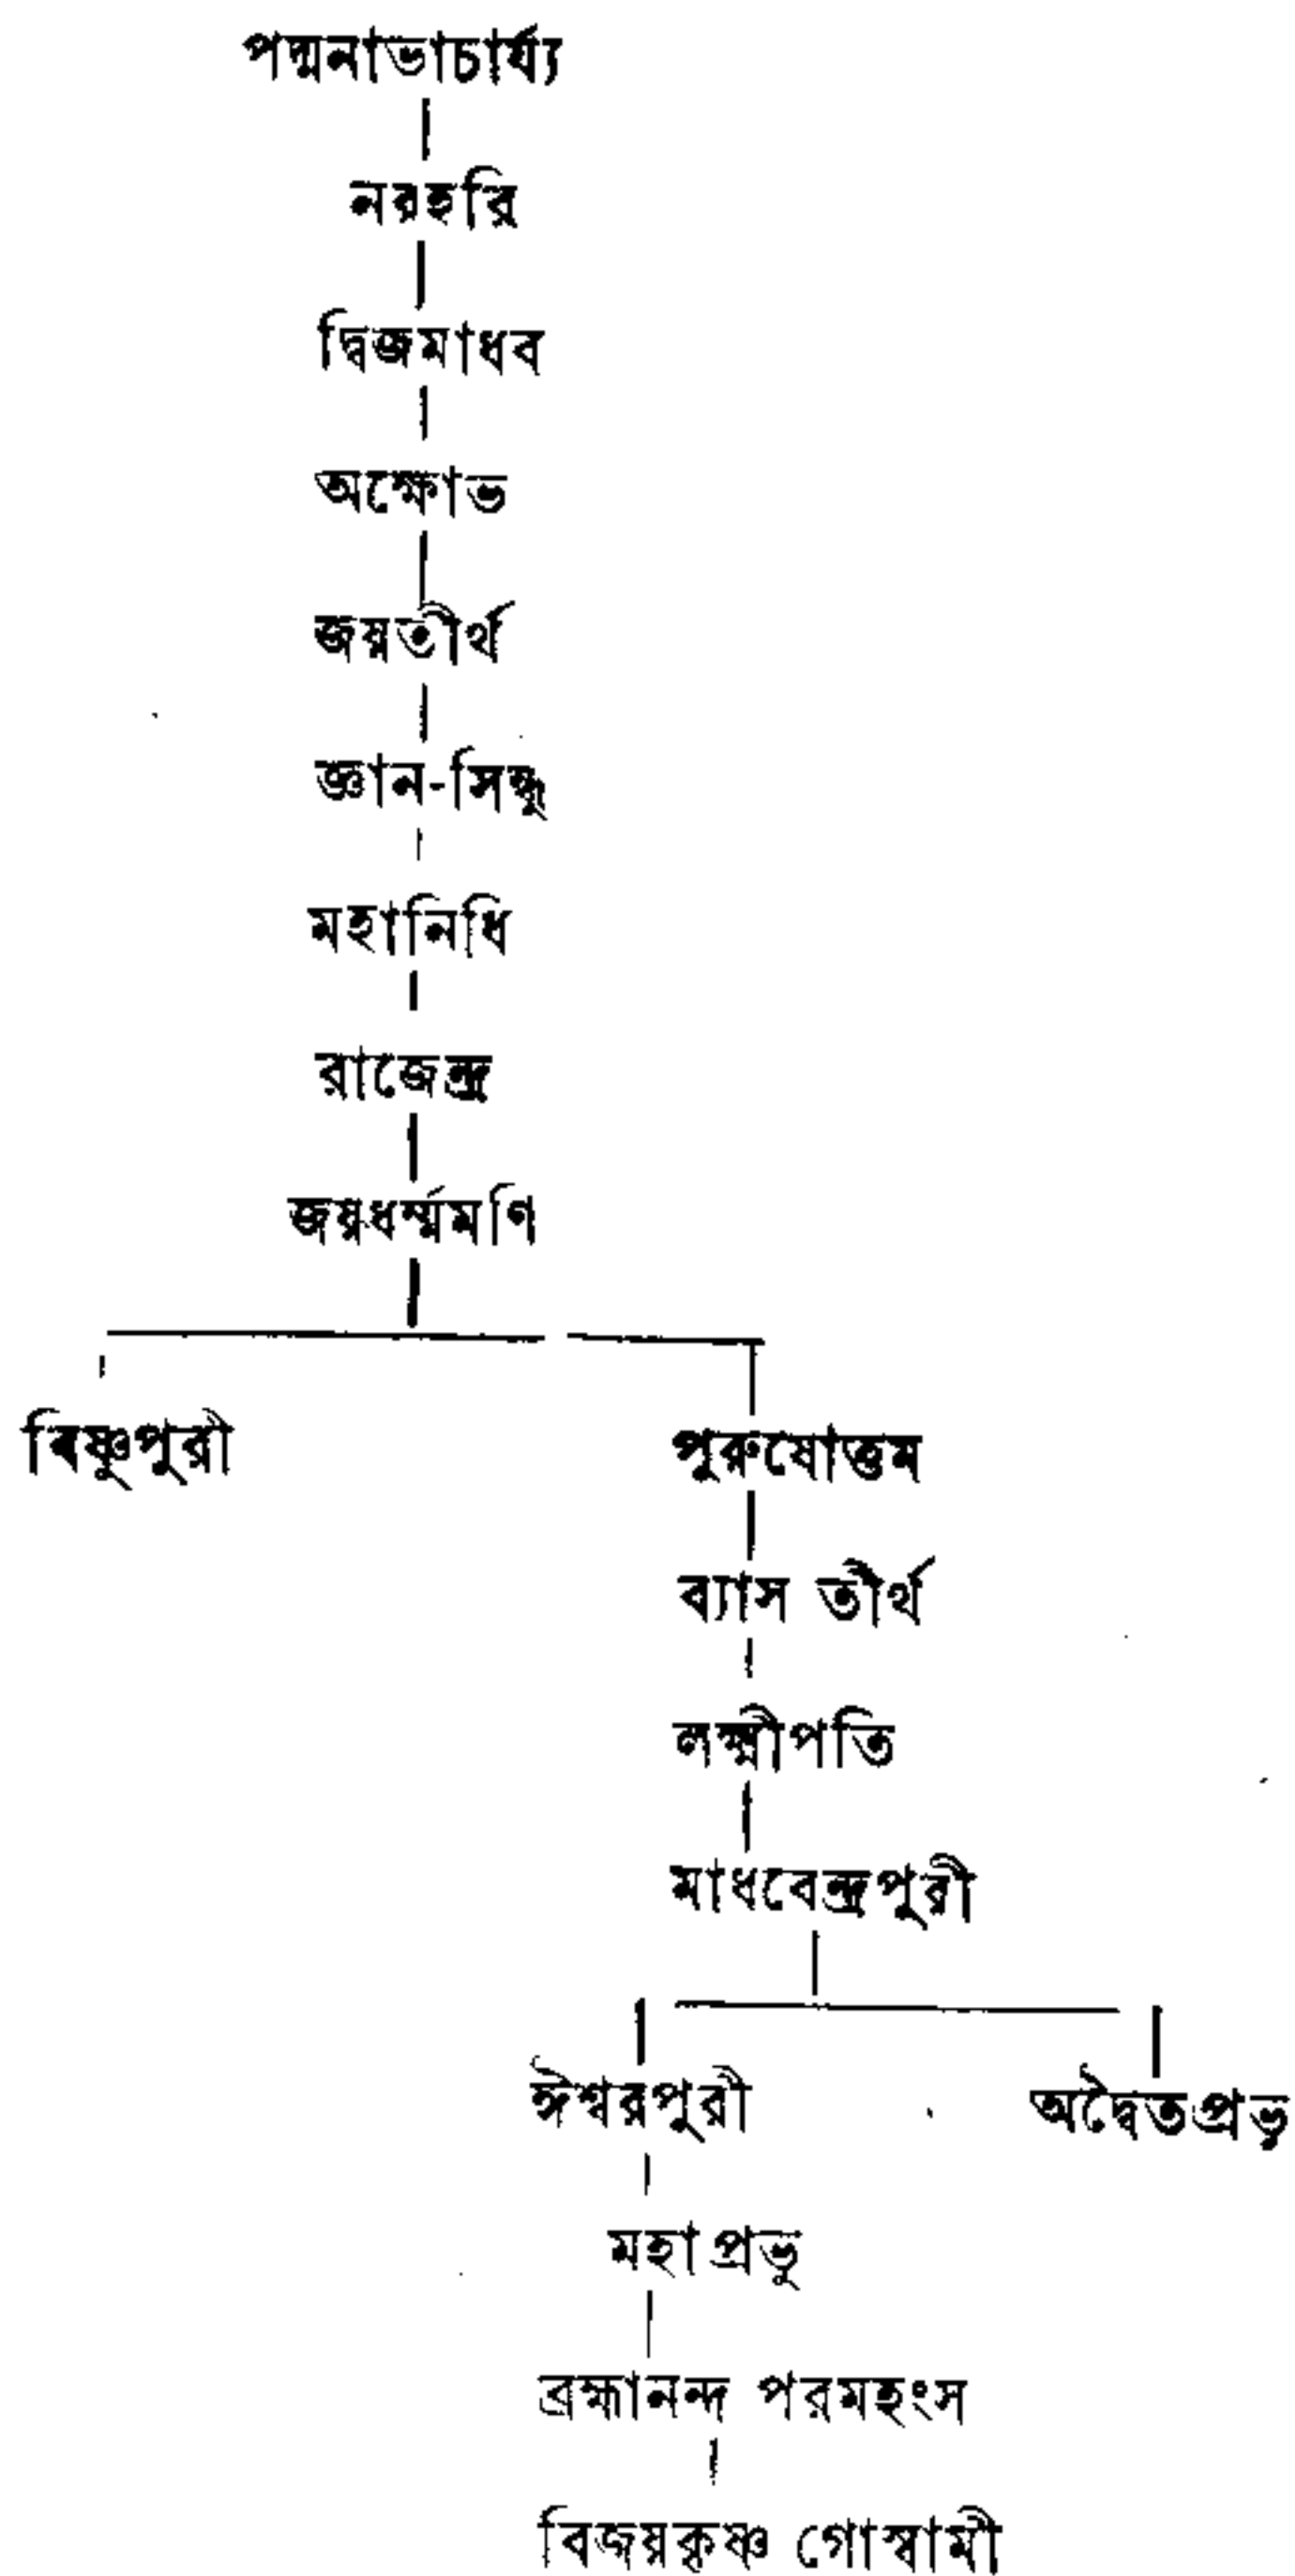 পদ্মনাভাচার্য্য
নরহরি
দ্বিজমাধব
অক্ষোভ
জয়তীর্থ
জ্ঞান-সিন্ধু
মহানিধি
রাজেন্দ্র
জয়ধর্ম্মমণি
বিষ্ণুপুরী পুরুষোত্তম
ব্যাস তীর্থ
লক্ষ্মীপতি
মাধবেন্দ্রপুরী
ঈশ্বরপুরী অদ্বৈতপ্রভু
মহাপ্রভু
ব্রহ্মানন্দ পরমহংস
বিজয়কৃষ্ণ গোস্বামী